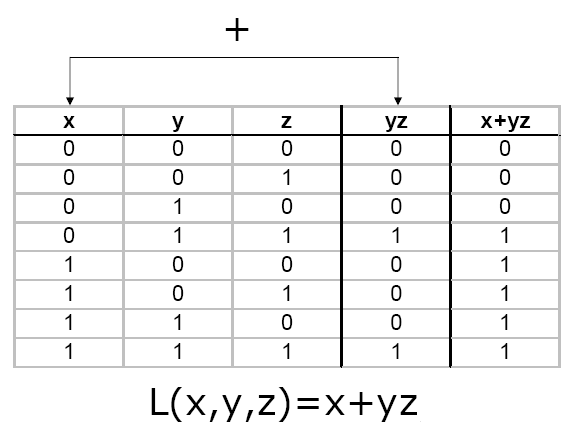 +
x y z yz x+yz
0 0 0 0 0
0 0 1 0 0
0 1 0 0 0
0 1 1 1 1
1 0 0 0 1
1 0 1 0 1
1 1 0 0 1
1 1 1 1 1
L(x,y,z)=x+yz